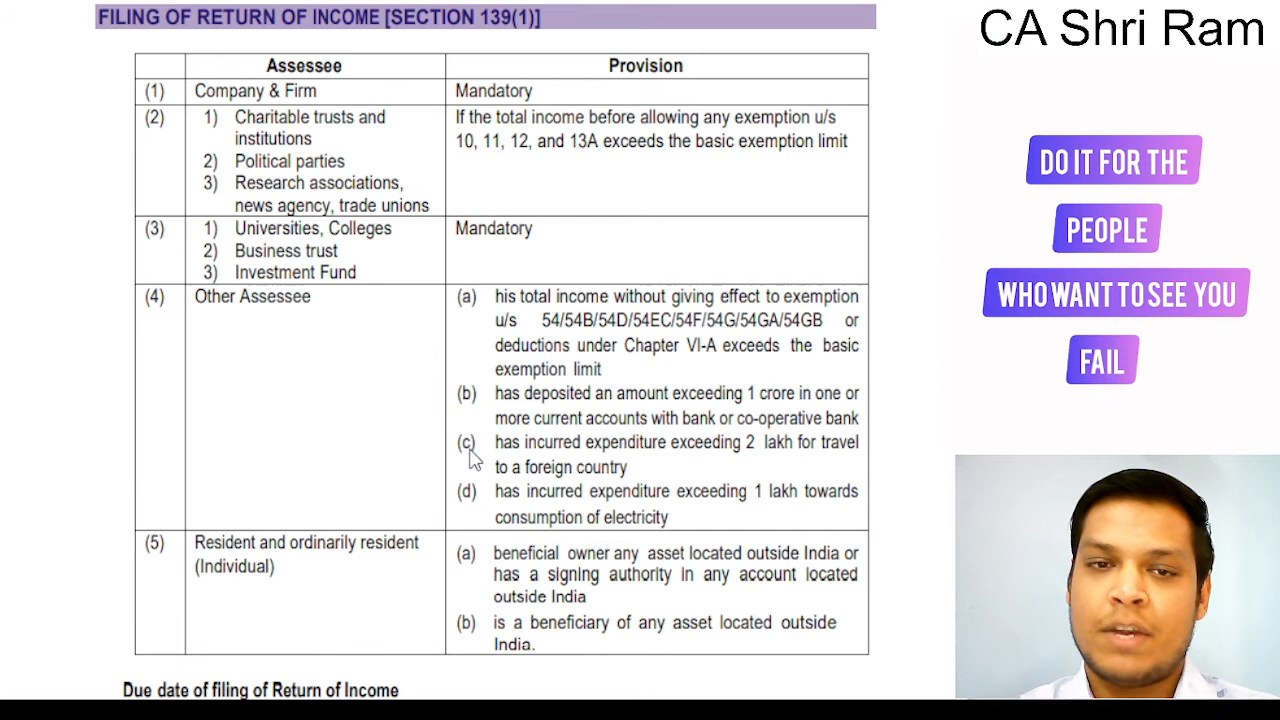 FILING OF RETURN OF INCOME [SECTION 139(1)]
Assessee Provision
(1) Company & Firm Mandatory
(2) 1) Charitable trusts and If the total income before allowing any exemption u/s
institutions 10, 11, 12, and 13A exceeds the basic exemption limit
2) Political parties
3) Research associations,
news agency, trade unions
(3) 1) Universities, Colleges Mandatory
2) Business trust
3) Investment Fund
(4) Other Assessee (a) his total income without giving effect to exemption
u/s 54/54B/54D/54EC/54F/54G/54GA/54GB or
deductions under Chapter VI-A exceeds the basic
exemption limit
(b) has deposited an amount exceeding 1 crore in one or
more current accounts with bank or co-operative bank
(c) has incurred expenditure exceeding 2 lakh for travel
to a foreign country
(d) has incurred expenditure exceeding 1 lakh towards
consumption of electricity
(5) Resident and ordinarily resident (a) beneficial owner any asset located outside India or
(Individual) has a signing authority in any account located
outside India
(b) is a beneficiary of any asset located outside
India.
Due date of filing of Return of Income
CA Shri Ram
DO IT FOR THE
PEOPLE
WHO WANT TO SEE YOU
FAIL